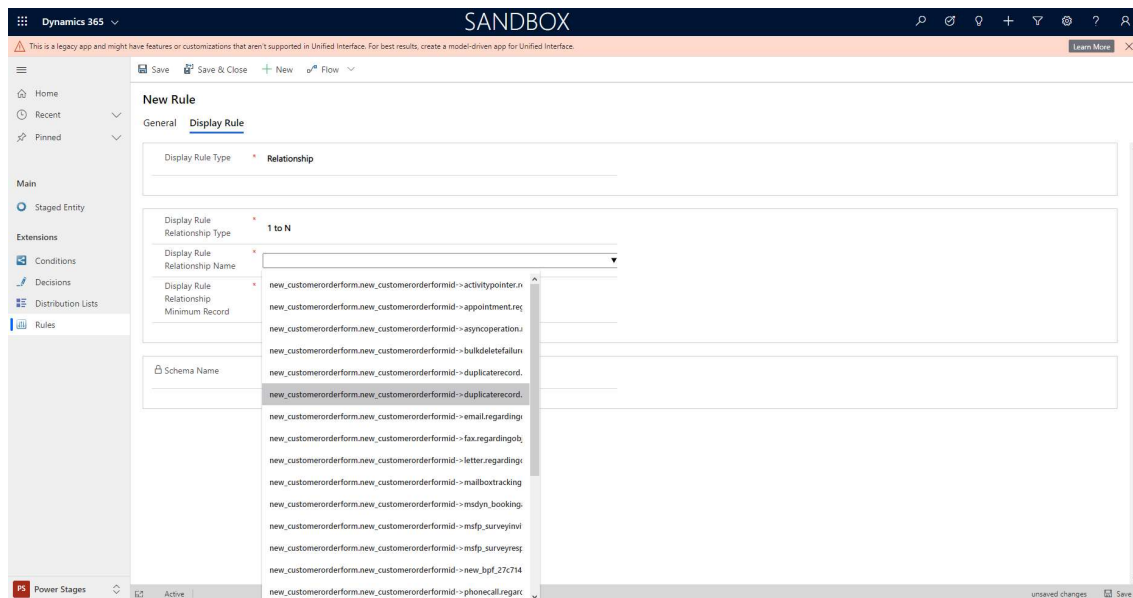 Dynamics 365
SANDBOX
This is a legacy app and might have features or customizations that aren't supported in Unified Interface. For best results, create a model-driven app for Unified Interface.
Learn More
Save
Save & Close
New
Flow
Home
Recent
Pinned
Main
Staged Entity
Extensions
Conditions
Decisions
Distribution Lists
Rules
New Rule
General
Display Rule
Display Rule Type *
Relationship
Display Rule
Relationship Type
*
1 to N
Display Rule
Relationship Name
*
Display Rule
Relationship
Minimum Record
*
Schema Name
new_customerorderform.new_customerorderformid->activitypointer.r
new_customerorderform.new_customerorderformid->appointment.reg
new_customerorderform.new_customerorderformid->asyncoperation.
new_customerorderform.new_customerorderformid->bulkdeletefailur
new_customerorderform.new_customerorderformid->duplicaterecord.
new_customerorderform.new_customerorderformid->duplicaterecord.
new_customerorderform.new_customerorderformid->email.regarding
new_customerorderform.new_customerorderformid->fax.regardingob
new_customerorderform.new_customerorderformid->letter.regarding
new_customerorderform.new_customerorderformid->mailboxtracking
new_customerorderform.new_customerorderformid->msdyn_booking
new_customerorderform.new_customerorderformid->msfp_surveyinvi
new_customerorderform.new_customerorderformid->msfp_surveyresp
new_customerorderform.new_customerorderformid->new_bpf_27c714
new_customerorderform.new_customerorderformid->phonecall.regard
PS
Power Stages
Active
unsaved changes
Save